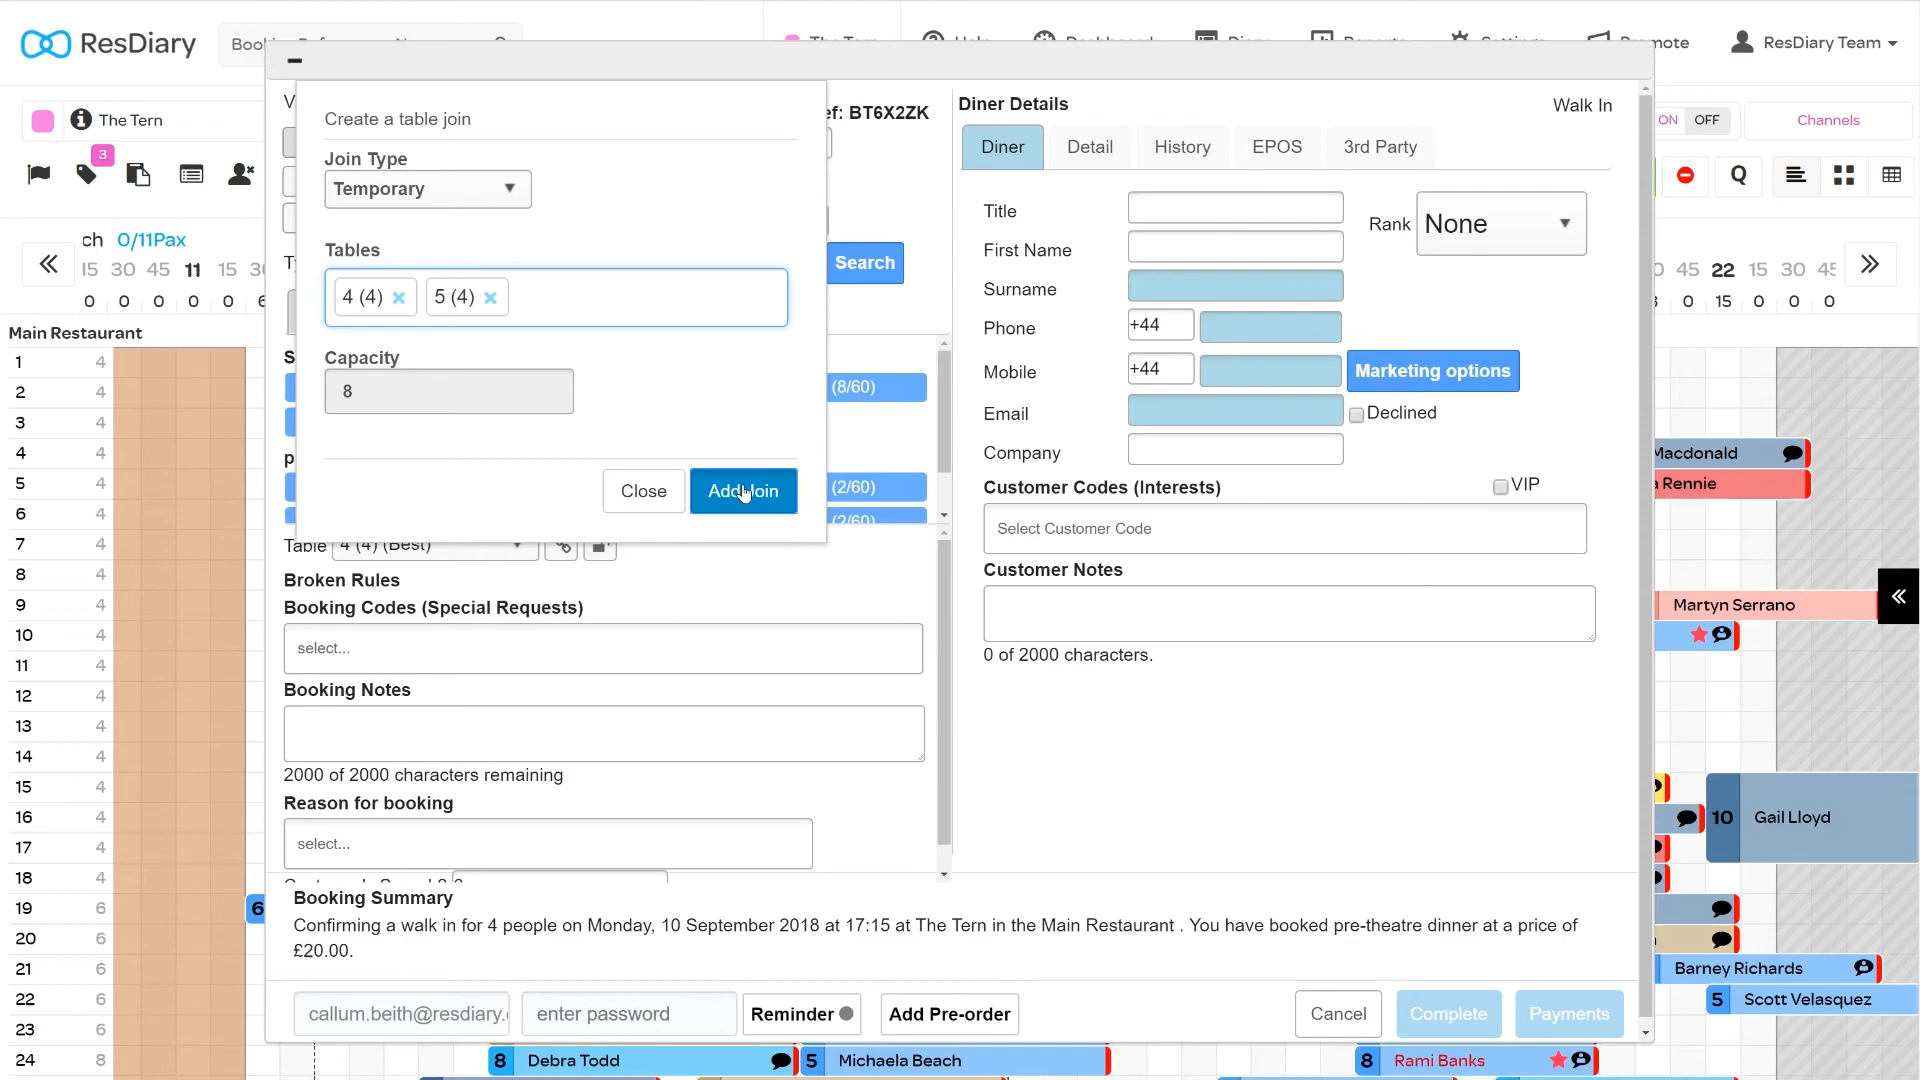 ResDiary
ResDiary Team
The Tern
ON OFF
Channels
3
Q
ch 0/11Pax
15 30 45 11 15
45 22 15 30
0 0 0 0 0
0 15 0 0 0
Main Restaurant
1 4
2 4
3 4
4 4
5 4
6 4
7 4
8 4
9 4
10 4
11 4
12 4
13 4
14 4
15 4
16 4
17 4
18 4
19 6
20 6
21 6
22 6
23 6
24 8
Create a table join
Join Type
Temporary
Tables
4 (4) 5 (4)
Capacity
8
Close
Add Join
ef: BT6X2ZK
Search
(8/60)
(2/60)
(2/60)
Table 4 (4) (Best)
Broken Rules
Booking Codes (Special Requests)
select...
Booking Notes
2000 of 2000 characters remaining
Reason for booking
select...
Diner Details
Walk In
Diner Detail History EPOS 3rd Party
Title
Rank None
First Name
Surname
Phone +44
Mobile +44
Marketing options
Email
Declined
Company
Customer Codes (Interests)
VIP
Select Customer Code
Customer Notes
0 of 2000 characters.
Booking Summary
Confirming a walk in for 4 people on Monday, 10 September 2018 at 17:15 at The Tern in the Main Restaurant . You have booked pre-theatre dinner at a price of
£20.00.
callum.beith@resdiary.
enter password
Reminder
Add Pre-order
Cancel
Complete
Payments
Macdonald
Rennie
Martyn Serrano
10 Gail Lloyd
6
Barney Richards
5 Scott Velasquez
8 Debra Todd
5 Michaela Beach
8 Rami Banks